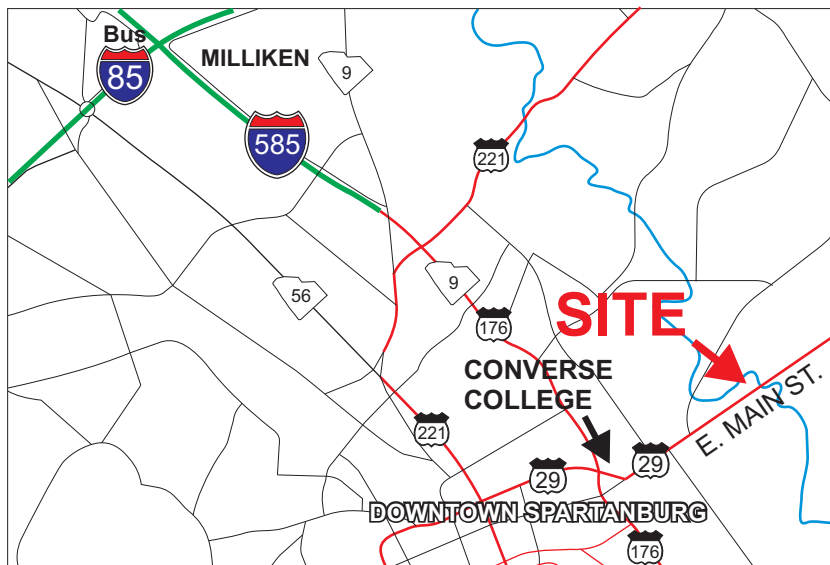 Bus
85
MILLIKEN
9
585
221
56
9
176
SITE
CONVERSE
COLLEGE
E. MAIN ST.
221
29
29
DOWNTOWN SPARTANBURG
176